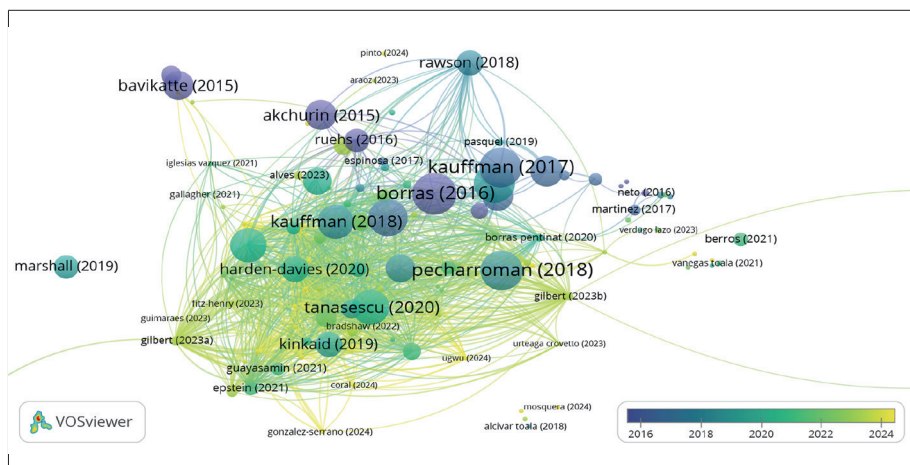 pinto (2024)
rawson (2018)
araoz (2023)
bavikatte (2015)
akchurin (2015)
ruehs (2016)
pasquel (2019)
espinosa (2017)
iglesias vazquez (2021)
kauffman (2017)
alves (2023)
gallagher (2021)
borras (2016)
neto (2016)
martinez (2017)
kauffman (2018)
verdugo lazo (2023)
borras pentinat (2020)
berros (2021)
marshall (2019)
harden-davies (2020)
pecharroman (2018)
vanegas toala (2021)
gilbert (2023b)
fitz-henry (2023)
tanasescu (2020)
guimaraes (2023)
bradshaw (2022)
gilbert (2023a)
kinkaid (2019)
urteaga crovetto (2023)
ugwu (2024)
guayasamin (2021)
epstein (2021)
coral (2024)
mosquera (2024)
alcivar toala (2018)
gonzalez-serrano (2024)
VOSviewer
2016 2018 2020 2022 2024